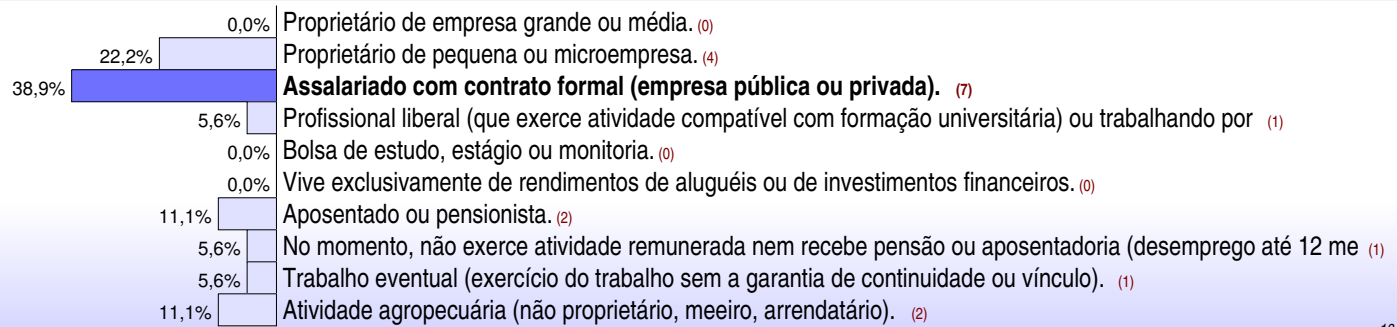 0,0% Proprietário de empresa grande ou média. (0)
22,2% Proprietário de pequena ou microempresa. (4)
38,9% Assalariado com contrato formal (empresa pública ou privada). (7)
5,6% Profissional liberal (que exerce atividade compatível com formação universitária) ou trabalhando por (1)
0,0% Bolsa de estudo, estágio ou monitoria. (0)
0,0% Vive exclusivamente de rendimentos de aluguéis ou de investimentos financeiros. (0)
11,1% Aposentado ou pensionista. (2)
5,6% No momento, não exerce atividade remunerada nem recebe pensão ou aposentadoria (desemprego até 12 me (1)
5,6% Trabalho eventual (exercício do trabalho sem a garantia de continuidade ou vínculo). (1)
11,1% Atividade agropecuária (não proprietário, meeiro, arrendatário). (2)